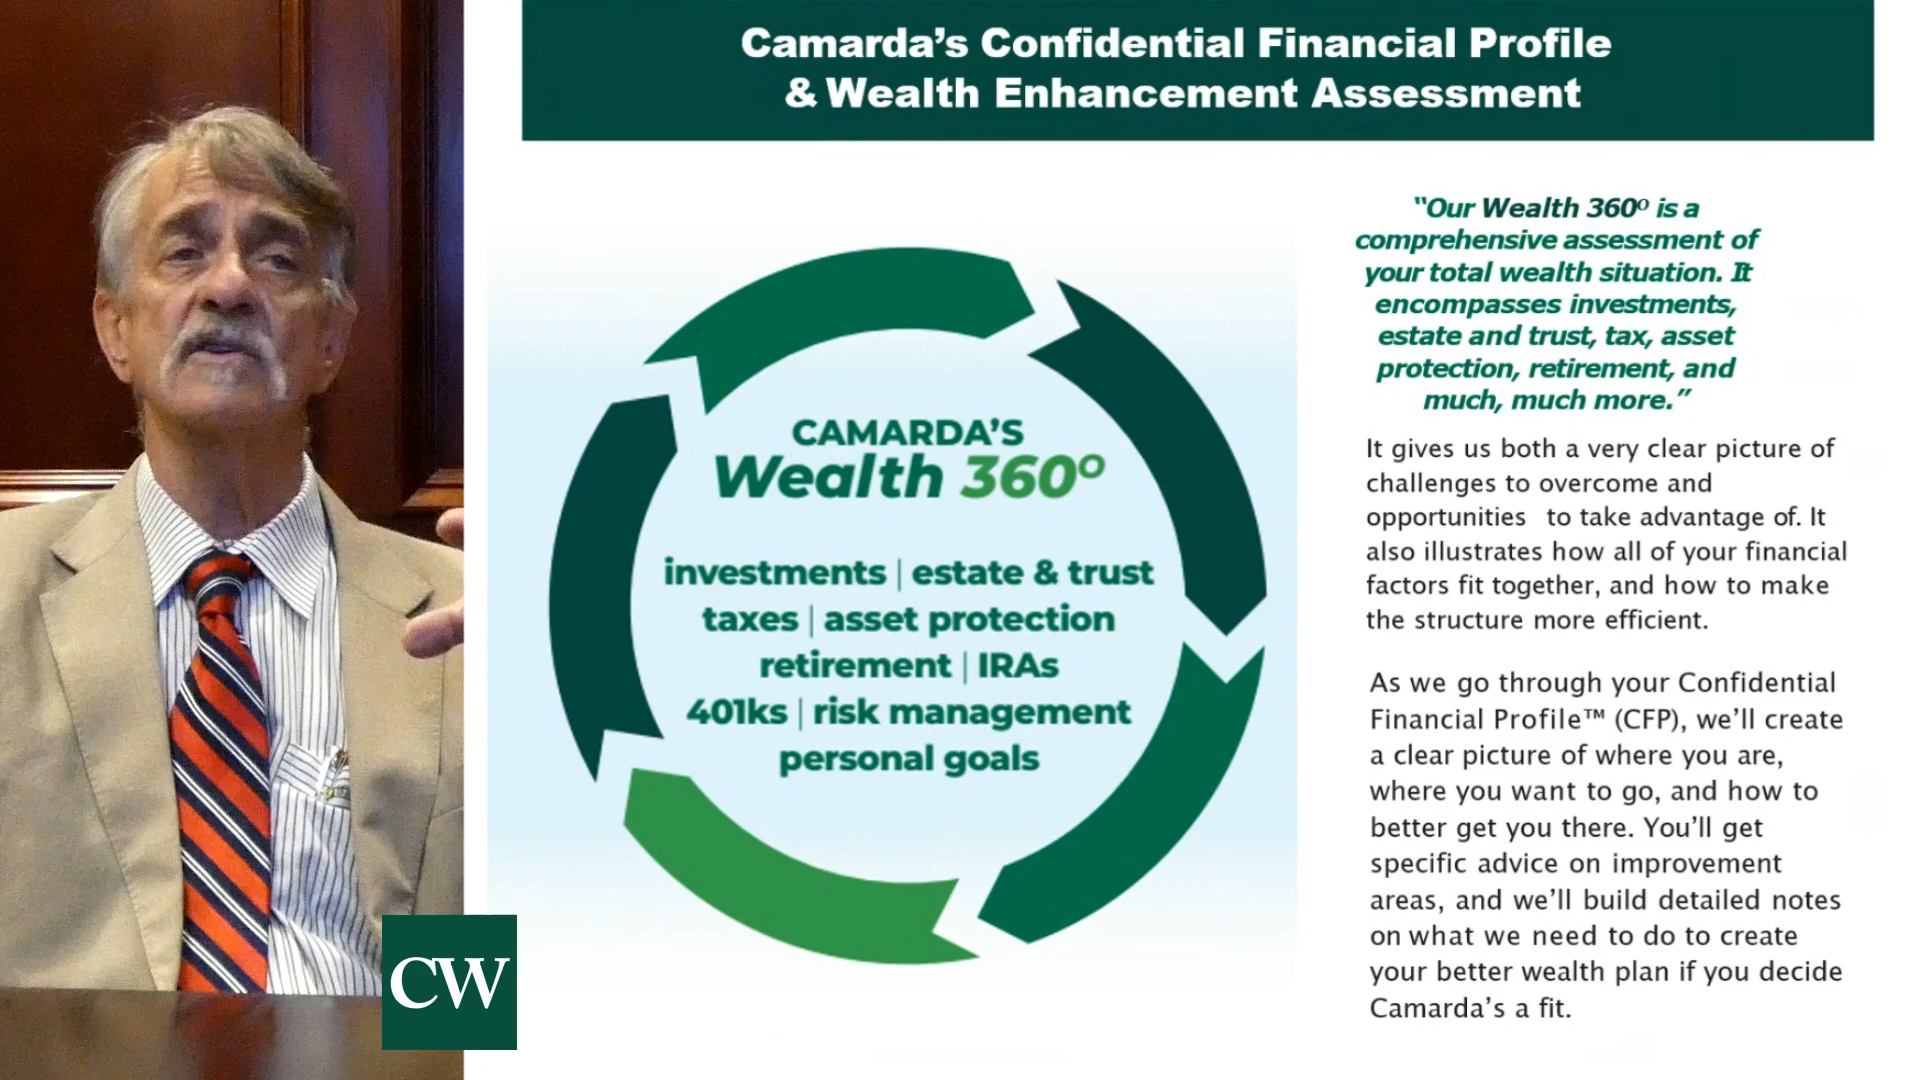 Camarda’s Confidential Financial Profile
& Wealth Enhancement Assessment
CAMARDA’S
Wealth 360º
investments | estate & trust
taxes | asset protection
retirement | IRAs
401ks | risk management
personal goals
“Our Wealth 360º is a
comprehensive assessment of
your total wealth situation. It
encompasses investments,
estate and trust, tax, asset
protection, retirement, and
much, much more.”
It gives us both a very clear picture of
challenges to overcome and
opportunities to take advantage of. It
also illustrates how all of your financial
factors fit together, and how to make
the structure more efficient.
As we go through your Confidential
Financial Profile™ (CFP), we’ll create
a clear picture of where you are,
where you want to go, and how to
better get you there. You’ll get
specific advice on improvement
areas, and we’ll build detailed notes
on what we need to do to create
your better wealth plan if you decide
Camarda’s a fit.
CW